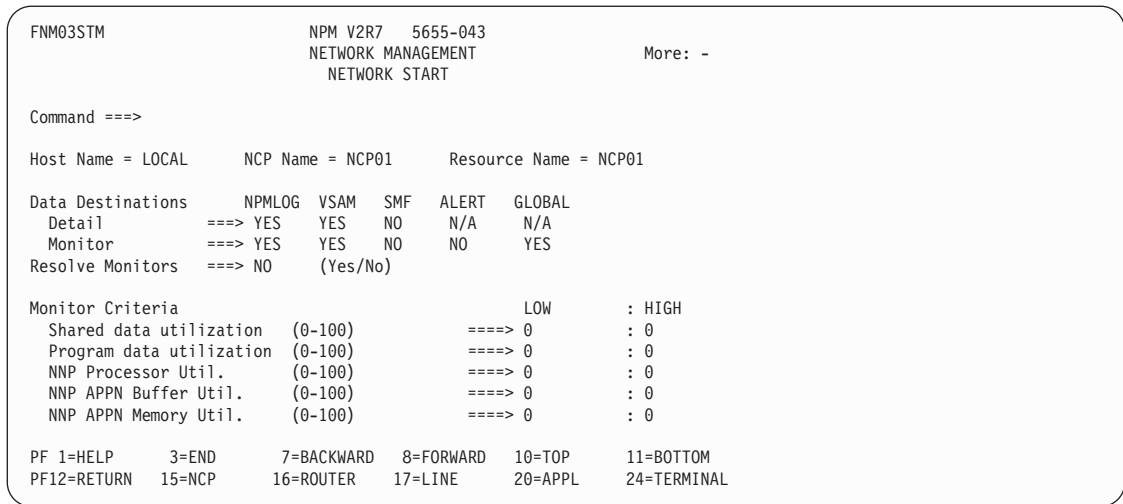 FNM03STM NPM V2R7 5655-043
NETWORK MANAGEMENT More: -
NETWORK START
Command ===>
Host Name = LOCAL NCP Name = NCP01 Resource Name = NCP01
Data Destinations NPMLOG VSAM SMF ALERT GLOBAL
Detail ===> YES YES NO N/A N/A
Monitor ===> YES YES NO NO YES
Resolve Monitors ===> NO (Yes/No)
Monitor Criteria LOW : HIGH
Shared data utilization (0-100) ====> 0 : 0
Program data utilization (0-100) ====> 0 : 0
NNP Processor Util. (0-100) ====> 0 : 0
NNP APPN Buffer Util. (0-100) ====> 0 : 0
NNP APPN Memory Util. (0-100) ====> 0 : 0
PF 1=HELP 3=END 7=BACKWARD 8=FORWARD 10=TOP 11=BOTTOM
PF12=RETURN 15=NCP 16=ROUTER 17=LINE 20=APPL 24=TERMINAL